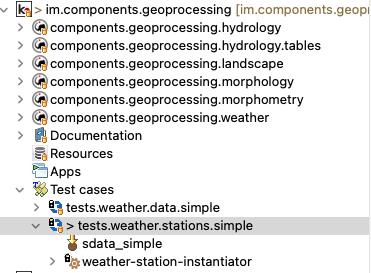 > im.components.geoprocessing [im.components.geopr
components.geoprocessing.hydrology
components.geoprocessing.hydrology.tables
components.geoprocessing.landscape
components.geoprocessing.morphology
components.geoprocessing.morphometry
components.geoprocessing.weather
Documentation
Resources
Apps
Test cases
tests.weather.data.simple
> tests.weather.stations.simple
sdata_simple
weather-station-instantiator